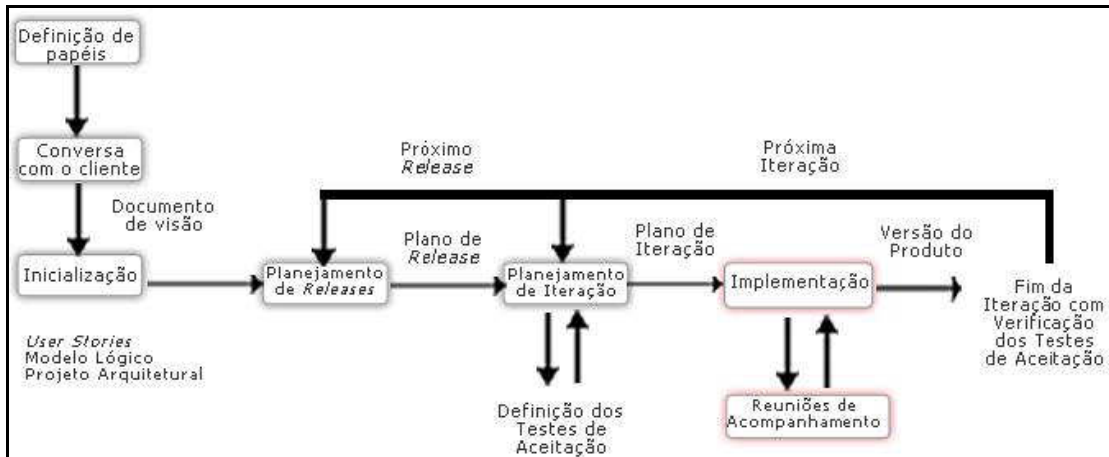 Definição de
papéis
Conversa
com o cliente
Documento
de visão
Inicialização
User Stories
Modelo Lógico
Projeto Arquitetural
Próximo
Release
Próxima
Iteração
Planejamento
de Releases
Plano de
Release
Planejamento
de Iteração
Plano de
Iteração
Implementação
Versão do
Produto
Fim da
Iteração com
Verificação
dos Testes
de Aceitação
Definição dos
Testes de
Aceitação
Reuniões de
Acompanhamento